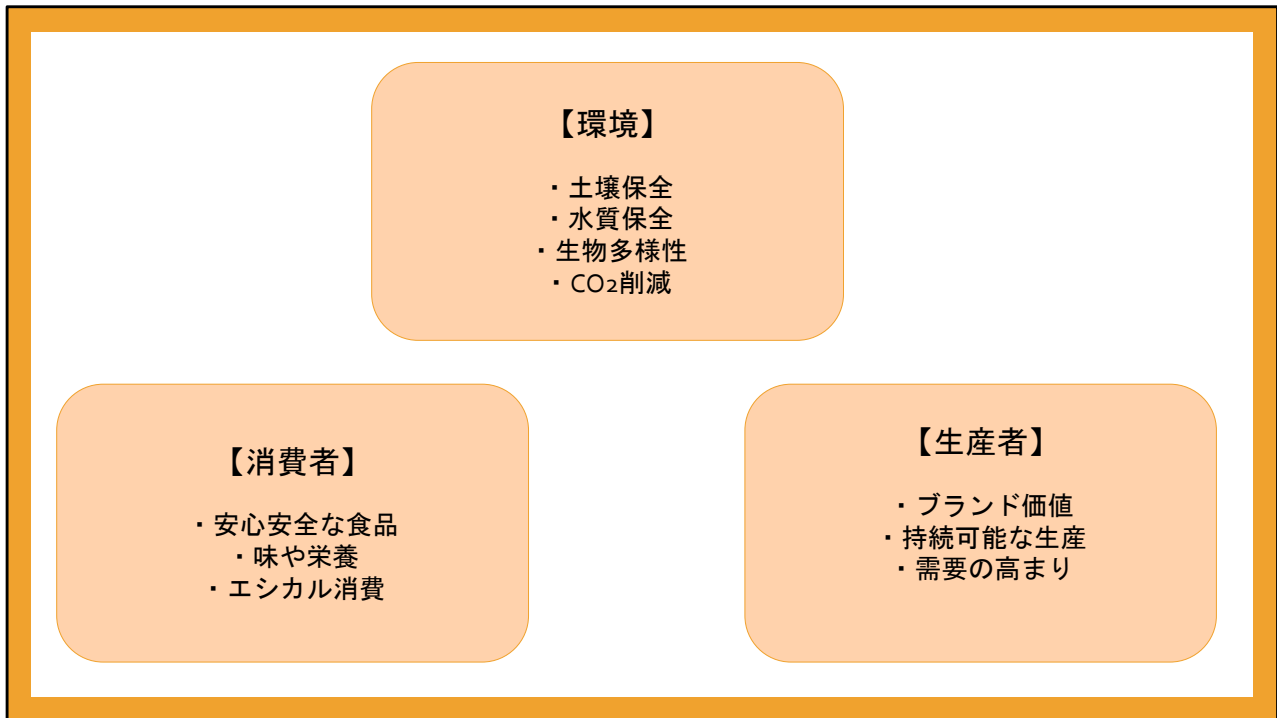 【環境】
・土壌保全
・水質保全
・生物多様性
・CO2削減
【消費者】
・安心安全な食品
・味や栄養
・エシカル消費
【生産者】
・ブランド価値
・持続可能な生産
・需要の高まり